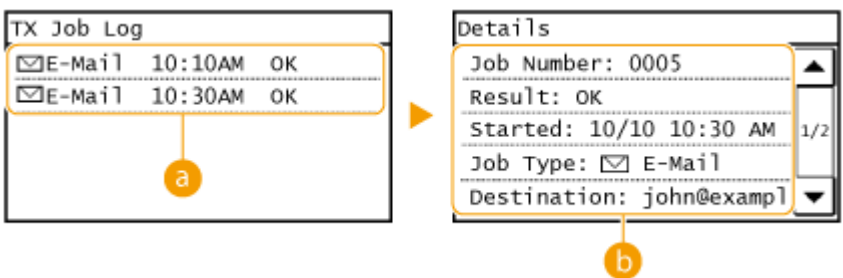 TX Job Log
E-Mail 10:10AM OK
E-Mail 10:30AM OK
a
Details
Job Number: 0005
Result: OK
Started: 10/10 10:30 AM
1/2
Job Type: E-Mail
Destination: john@exampl
b